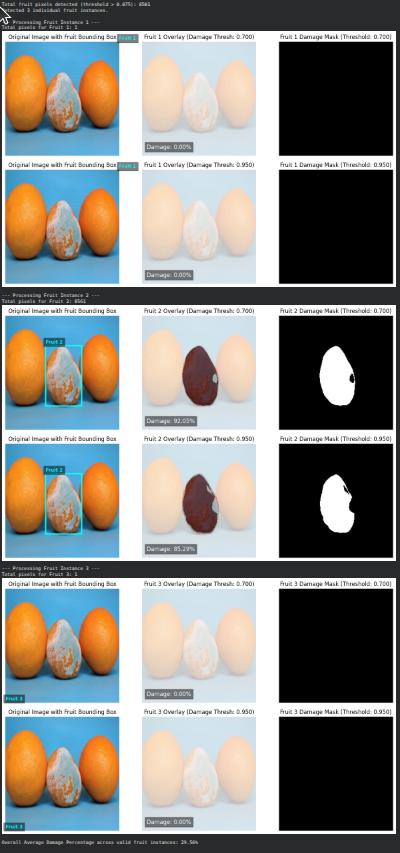 Total fruit pixels detected (threshold > 0.075): 8561
Detected 3 individual fruit instances.
--- Processing Fruit Instance 1 ---
Total pixels for Fruit 1: 1
Original Image with Fruit Bounding Box
Fruit 1
Fruit 1 Overlay (Damage Thresh: 0.700)
Fruit 1 Damage Mask (Threshold: 0.700)
Damage: 0.00%
Original Image with Fruit Bounding Box
Fruit 1
Fruit 1 Overlay (Damage Thresh: 0.950)
Fruit 1 Damage Mask (Threshold: 0.950)
Damage: 0.00%
--- Processing Fruit Instance 2 ---
Total pixels for Fruit 2: 8561
Original Image with Fruit Bounding Box
Fruit 2 Overlay (Damage Thresh: 0.700)
Fruit 2 Damage Mask (Threshold: 0.700)
Fruit 2
Damage: 92.05%
Original Image with Fruit Bounding Box
Fruit 2 Overlay (Damage Thresh: 0.950)
Fruit 2 Damage Mask (Threshold: 0.950)
Fruit 2
Damage: 85.29%
--- Processing Fruit Instance 3 ---
Total pixels for Fruit 3: 1
Original Image with Fruit Bounding Box
Fruit 3 Overlay (Damage Thresh: 0.700)
Fruit 3 Damage Mask (Threshold: 0.700)
Fruit 3
Damage: 0.00%
Original Image with Fruit Bounding Box
Fruit 3 Overlay (Damage Thresh: 0.950)
Fruit 3 Damage Mask (Threshold: 0.950)
Fruit 3
Damage: 0.00%
Overall Average Damage Percentage across valid fruit instances: 29.56%